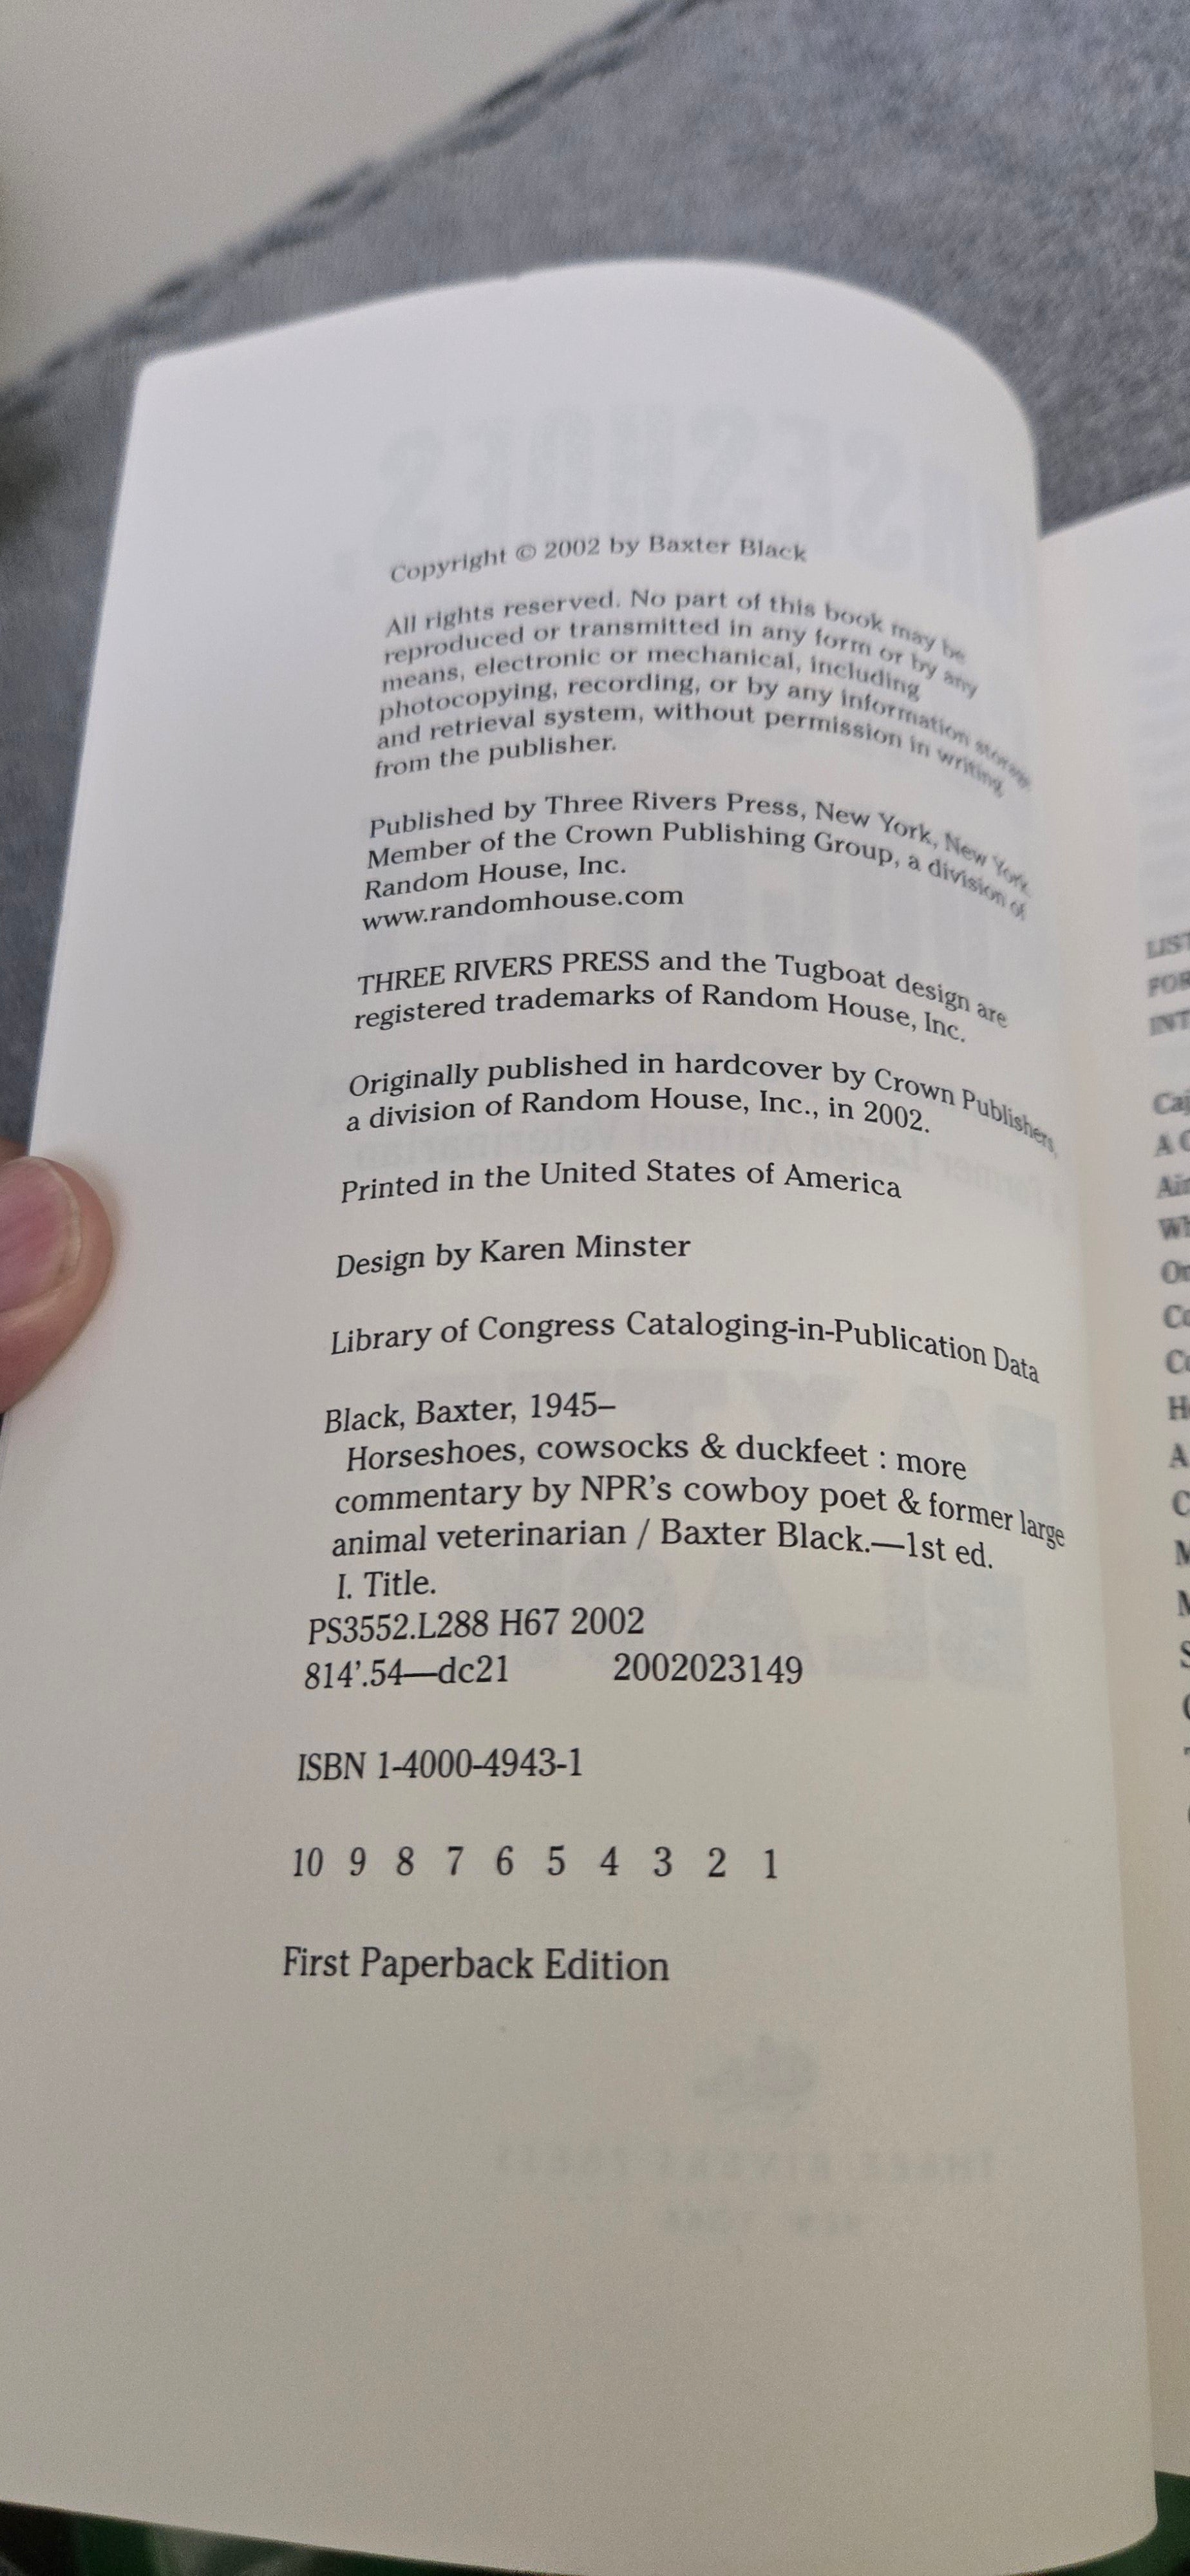 Copyright © 2002 by Baxter Black
All rights reserved. No part of this book may be
reproduced or transmitted in any form or by any
means, electronic or mechanical, including
photocopying, recording, or by any information storage
and retrieval system, without permission in writing
from the publisher.
Published by Three Rivers Press, New York, New York.
Member of the Crown Publishing Group, a division of
Random House, Inc.
www.randomhouse.com
THREE RIVERS PRESS and the Tugboat design are
registered trademarks of Random House, Inc.
Originally published in hardcover by Crown Publishers,
a division of Random House, Inc., in 2002.
Printed in the United States of America
Design by Karen Minster
Library of Congress Cataloging-in-Publication Data
Black, Baxter, 1945–
Horseshoes, cowsocks & duckfeet : more
commentary by NPR's cowboy poet & former large
animal veterinarian / Baxter Black.—1st ed.
I. Title.
PS3552.L288 H67 2002
814'.54—dc21 2002023149
ISBN 1-4000-4943-1
10 9 8 7 6 5 4 3 2 1
First Paperback Edition